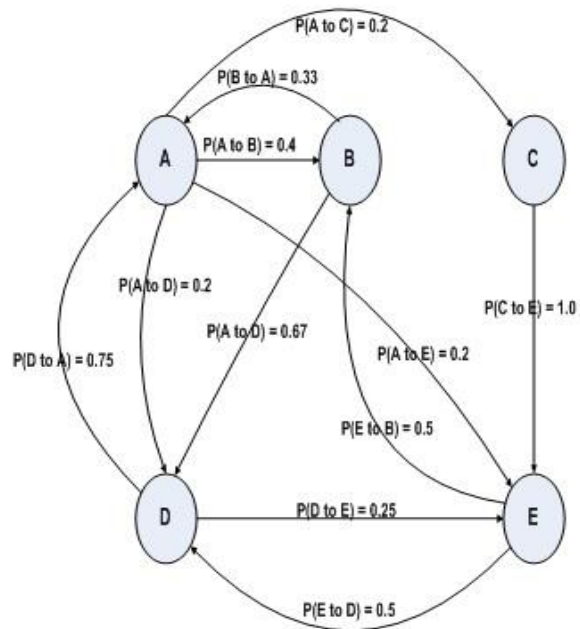 P(A to C) = 0.2
P(B to A) = 0.33
A
P(A to B) = 0.4
B
C
P(A to D) = 0.2
P(C to E) = 1.0
P(A to D) = 0.67
P(D to A) = 0.75
P(A to E) = 0.2
P(E to B) = 0.5
D
P(D to E) = 0.25
E
P(E to D) = 0.5